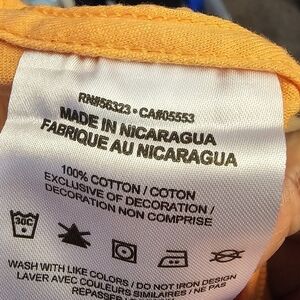 RN#56323 • CA#05553
MADE IN NICARAGUA
FABRIQUE AU NICARAGUA
100% COTTON / COTON
EXCLUSIVE OF DECORATION /
DECORATION NON COMPRISE
30C
WASH WITH LIKE COLORS / DO NOT IRON DESIGN
LAVER AVEC COULEURS SIMILAIRES / NE PAS
REPASSER